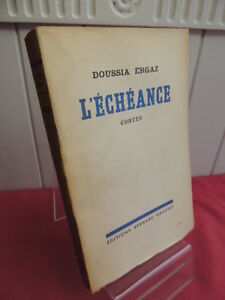 DOUSSIA ERGAZ
L'ÉCHÉANCE
CONTES
ÉDITIONS BERNARD GRASSET